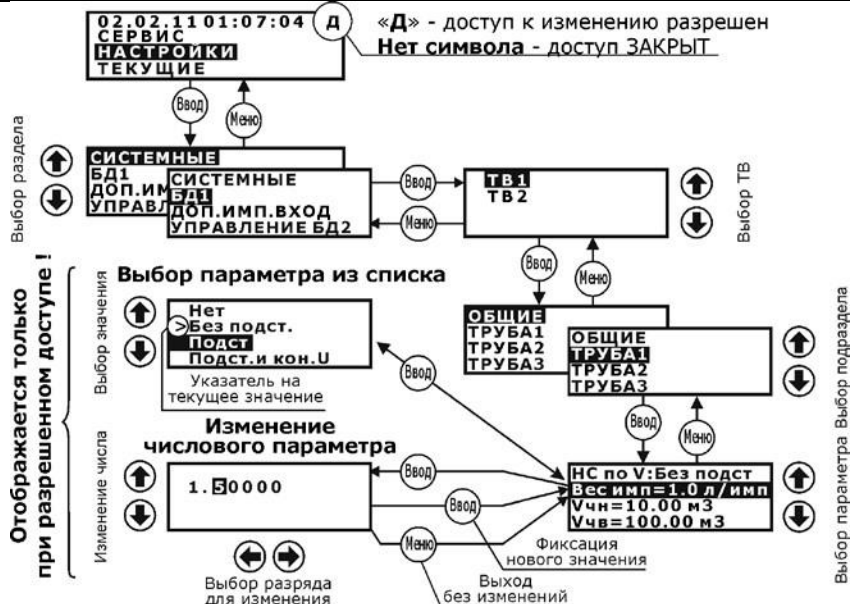 02.02.11 01:07:04 Д
СЕРВИС
НАСТРОЙКИ
ТЕКУЩИЕ
«Д» - доступ к изменению разрешен
Нет символа - доступ ЗАКРЫТ
Ввод
Меню
Выбор раздела
СИСТЕМНЫЕ
БД1
ДОП.ИМ
УПРАВЛ
СИСТЕМНЫЕ
БД1
ДОП.ИМП.ВХОД
УПРАВЛЕНИЕ БД2
Ввод
Меню
ТВ1
ТВ2
Выбор ТВ
Ввод
Меню
Отображается только
при разрешенном доступе !
Выбор параметра из списка
Выбор значения
Нет
>Без подст.
Подст
Подст.и кон.U
Указатель на
текущее значение
Ввод
ОБЩИЕ
ТРУБА1
ТРУБА2
ТРУБА3
ОБЩИЕ
ТРУБА1
ТРУБА2
ТРУБА3
Выбор подраздела
Ввод
Меню
Изменение
числового параметра
Изменение числа
1.50000
Ввод
Ввод
Меню
НС по V:Без подст
Вес имп=1.0 л/имп
Vчн=10.00 м3
Vчв=100.00 м3
Выбор параметра
Фиксация
нового значения
Выход
без изменений
Выбор разряда
для изменения